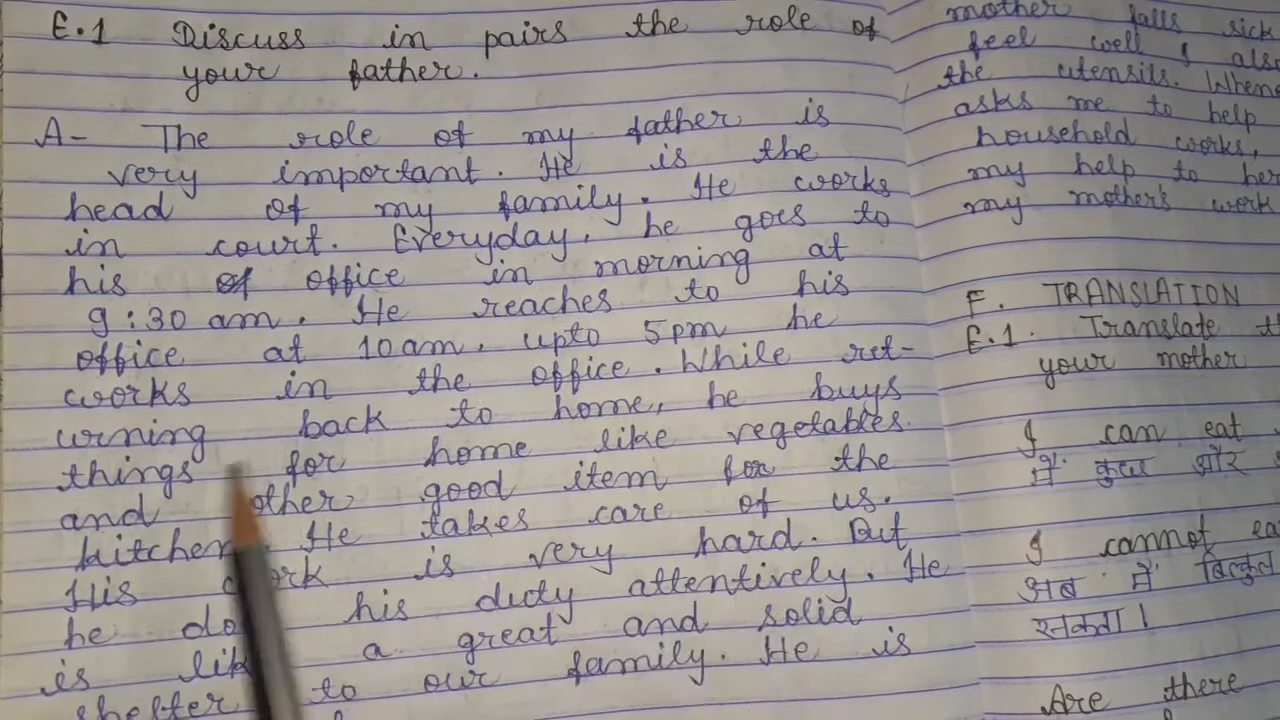 E.1 Discuss in pairs the role of
your father.
A- The role of my father is
very important. He is the
head of my family. He works
in court. Everyday, he goes to
his of office in morning at
9:30 am. He reaches to his
office at 10am, upto 5pm he
works in the office. While ret-
urning back to home, he buys
things for home like vegetables
and other good item for the
kitchen. He takes care of us.
His work is very hard. But
he do his duty attentively. He
is like a great and solid
shelter to our family. He is
mother falls sick
feel well I also
the utensils. When
asks me to help
household works,
my help to her
my mother's work
F. TRANSLATION
E.1. Translate
your mother
I can eat
मैं कुछ और
I cannot
अब मैं बिल्कुल
सकता।
Are there